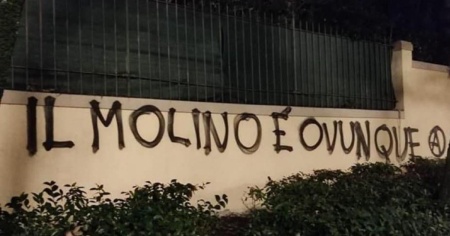 IL MOLINO È OVUNQUE Ⓐ